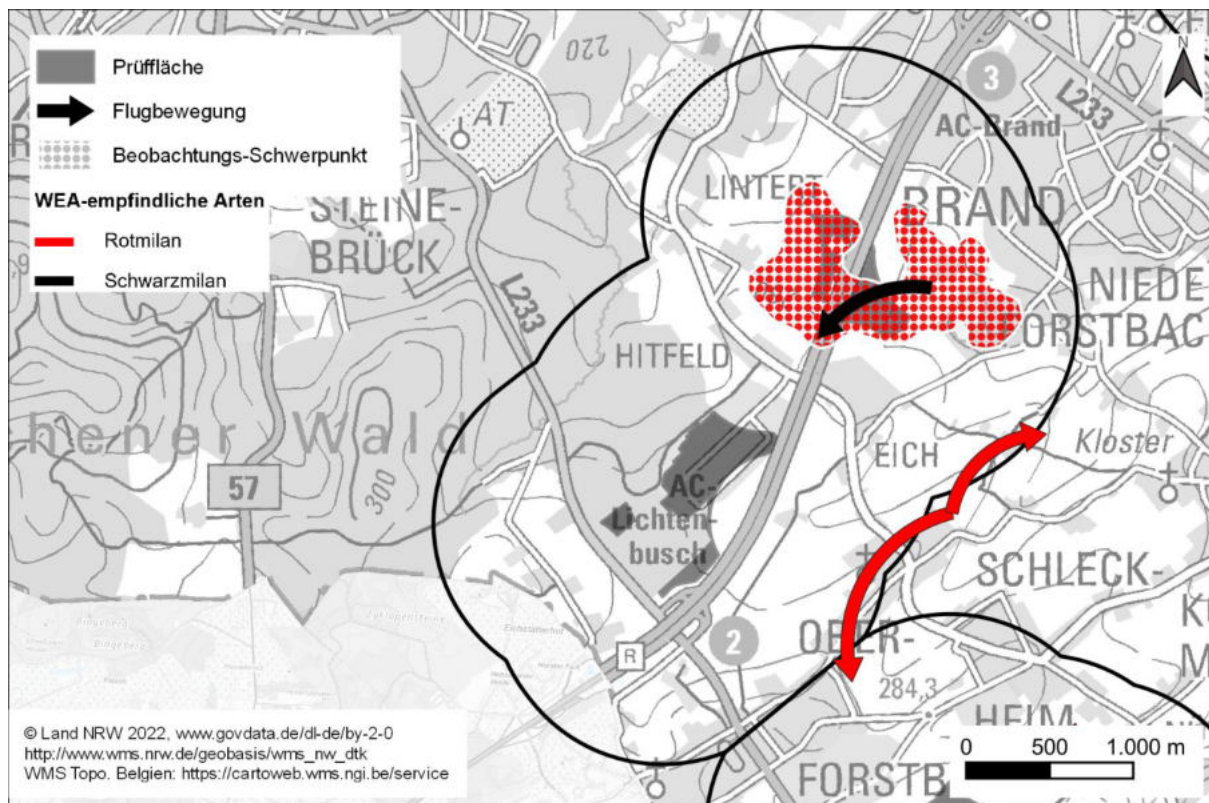 Prüffläche
Flugbewegung
Beobachtungs-Schwerpunkt
WEA-empfindliche Arten
Rotmilan
Schwarzmilan
220
AT
3
L233
AC-Brand
N
LINTERT
BRAND
STEINE-
BRÜCK
L233
NIEDE
ORSTBAC
HITFELD
chener Wald
57
300
EICH
Kloster
AC-
Lichten-
busch
SCHLECK-
OBER-
R
2
284,3
HEIM
FORSTB
K
M
© Land NRW 2022, www.govdata.de/dl-de/by-2-0
http://www.wms.nrw.de/geobasis/wms_nw_dtk
WMS Topo. Belgien: https://cartoweb.wms.ngi.be/service
0 500 1.000 m